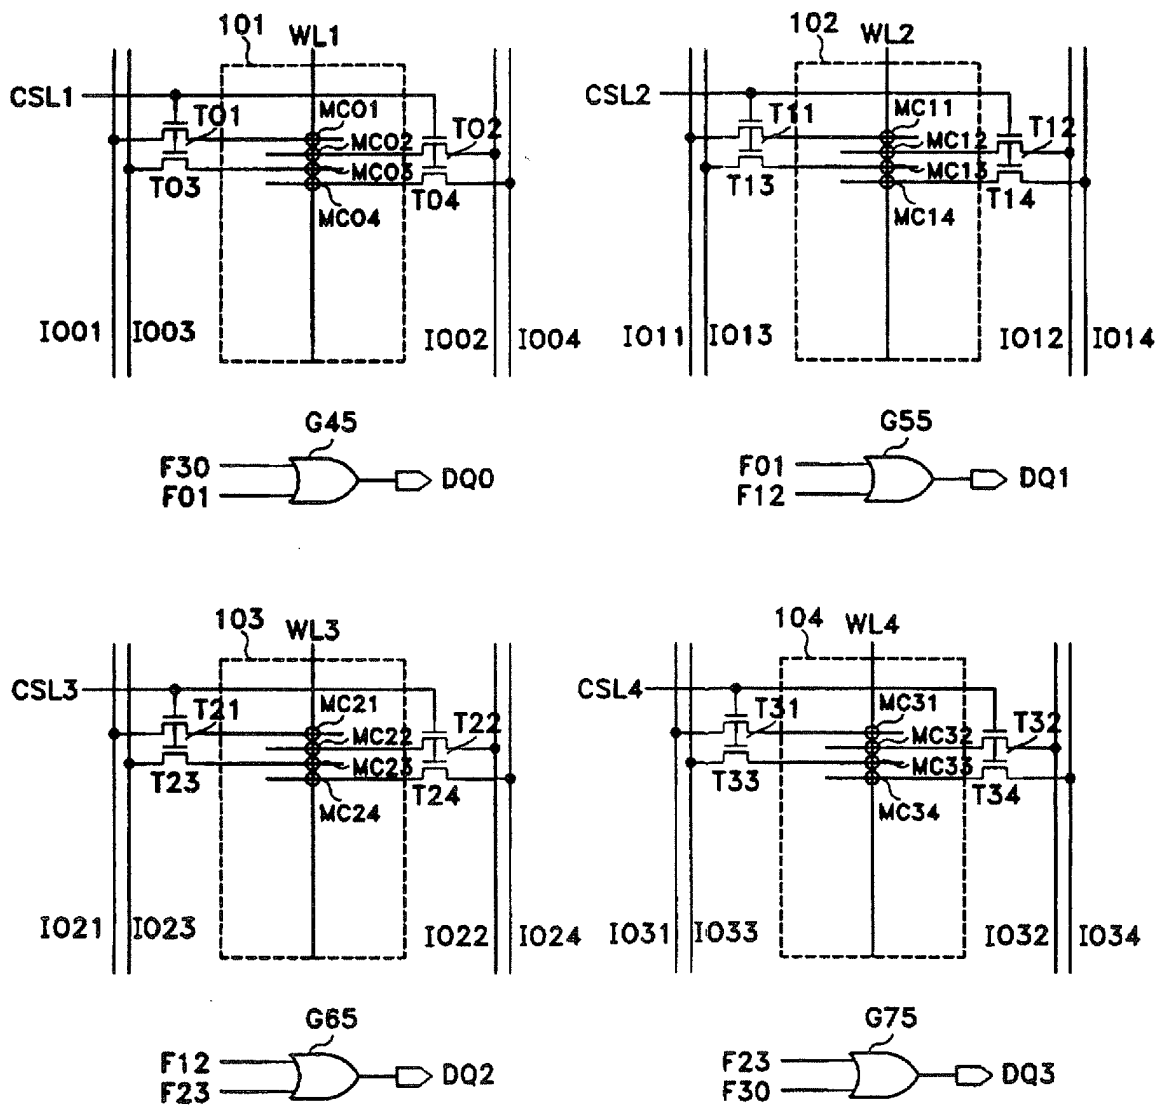 101 WL1
CSL1
T01
MC01
MC02
T02
MC03
T03
T04
MC04
IO01 IO03
IO02 IO04
G45
F30
F01
DQ0
102 WL2
CSL2
T11
MC11
MC12
T12
MC13
T13
T14
MC14
IO11 IO13
IO12 IO14
G55
F01
F12
DQ1
103 WL3
CSL3
T21
MC21
MC22
T22
MC23
T23
T24
MC24
IO21 IO23
IO22 IO24
G65
F12
F23
DQ2
104 WL4
CSL4
T31
MC31
MC32
T32
MC33
T33
T34
MC34
IO31 IO33
IO32 IO34
G75
F23
F30
DQ3